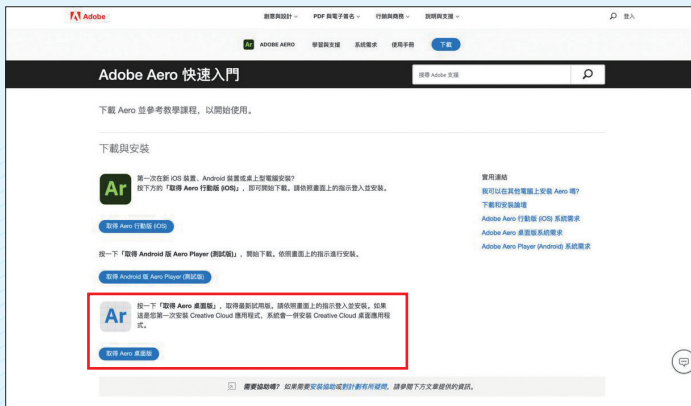 Adobe
創意與設計
PDF 與電子簽名
行銷與商務
說明與支援
登入
Ar ADOBE AERO
學習與支援
系統需求
使用手冊
下載
Adobe Aero 快速入門
搜尋 Adobe 支援
下載 Aero 並參考教學課程，以開始使用。
下載與安裝
Ar
第一次在新 iOS 裝置、Android 裝置或桌上型電腦安裝?
按下方的「取得 Aero 行動版 (iOS)」，即可開始下載。請依照畫面上的指示登入並安裝。
取得 Aero 行動版 (iOS)
按一下「取得 Android 版 Aero Player (測試版)」，開始下載。依照畫面上的指示進行安裝。
取得 Android 版 Aero Player (測試版)
Ar
按一下「取得 Aero 桌面版」，取得最新試用版。請依照畫面上的指示登入並安裝。如果
這是您第一次安裝 Creative Cloud 應用程式，系統會一併安裝 Creative Cloud 桌面應用程
式。
取得 Aero 桌面版
實用連結
我可以在其他電腦上安裝 Aero 嗎?
下載和安裝論壇
Adobe Aero 行動版 (iOS) 系統需求
Adobe Aero 桌面版系統需求
Adobe Aero Player (Android) 系統需求
需要協助嗎? 如果需要安裝協助或對計劃有所疑問，請參閱下方文章提供的資訊。